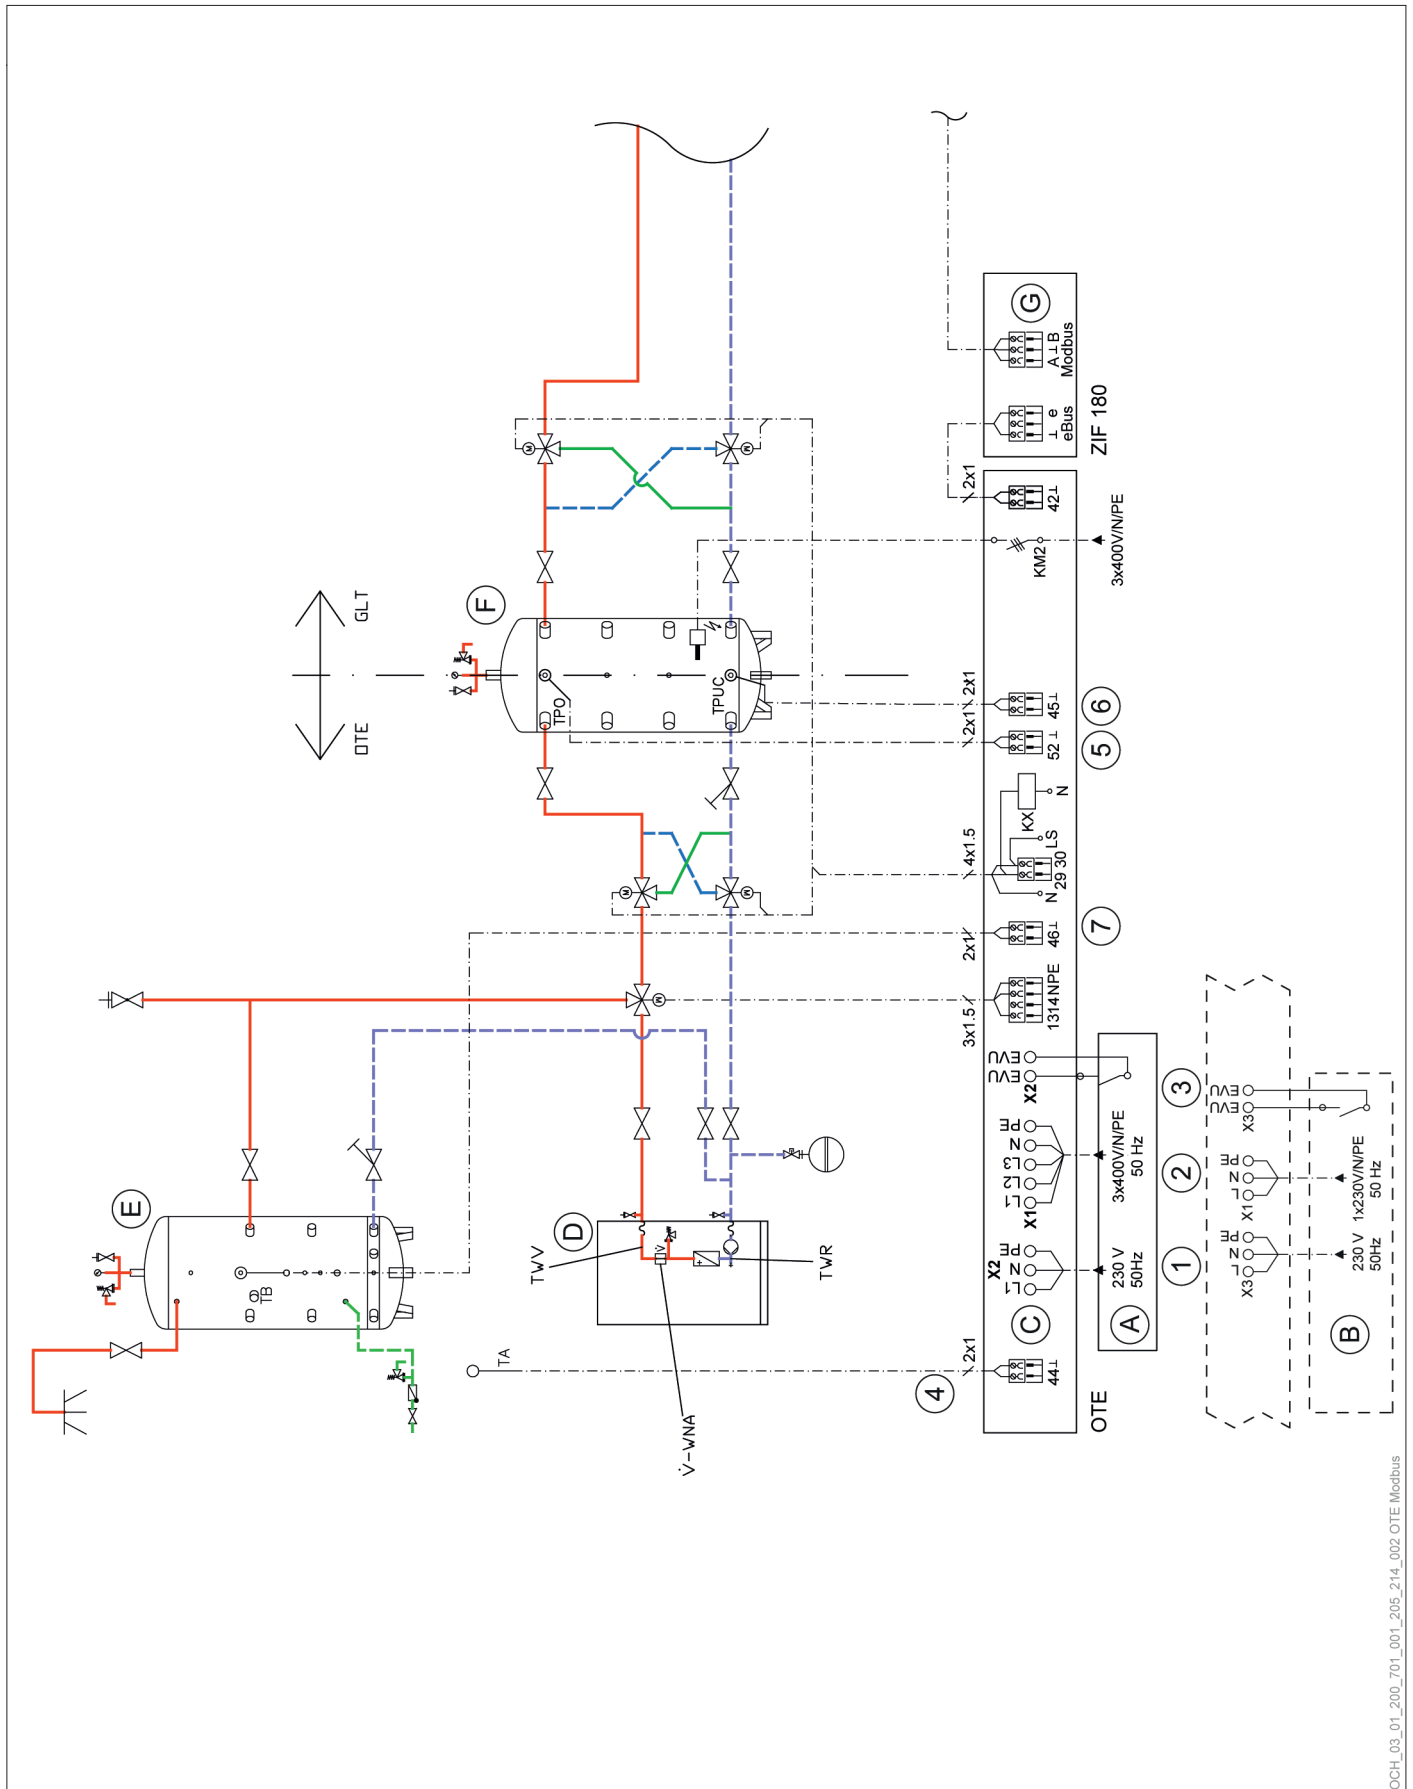 GLT
OTE
F
TPO
TPUC
M
M
M
M
M
E
TB
D
TWV
V̇
V̇-WNA
TWR
TA
G
A ⊥ B
Modbus
⊥ e
eBus
ZIF 180
2x1
42⊥
KM2
3x400V/N/PE
2x1
45⊥
6
2x1
52 ⊥
5
KX
N
LS
4x1.5
29 30
N
2x1
46⊥
7
3x1.5
1314NPE
EVU
EVU
X2
PE
N
L3
L2
L1
X1
3x400V/N/PE
50 Hz
X2
PE
N
L1
230 V
50Hz
C
A
2x1
44⊥
4
OTE
3
EVU
EVU
X3
2
PE
N
L
X1
1x230V/N/PE
50 Hz
1
PE
N
L
X3
230 V
50Hz
B
OCH_03_01_200_701_001_205_214_002 OTE Modbus